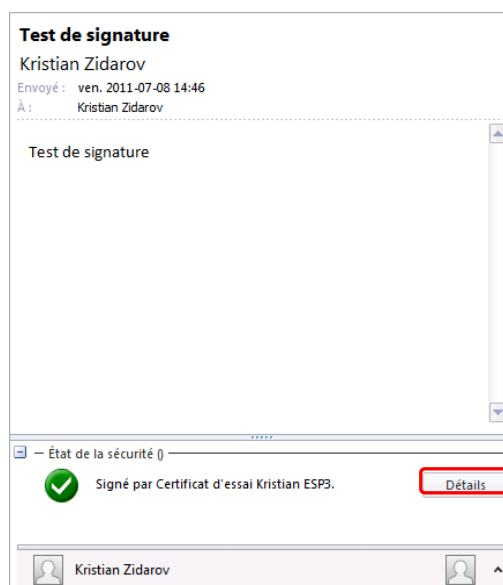 Test de signature
Kristian Zidarov
Envoyé : ven. 2011-07-08 14:46
À : Kristian Zidarov
Test de signature
État de la sécurité ()
Signé par Certificat d'essai Kristian ESP3.
Détails
Kristian Zidarov